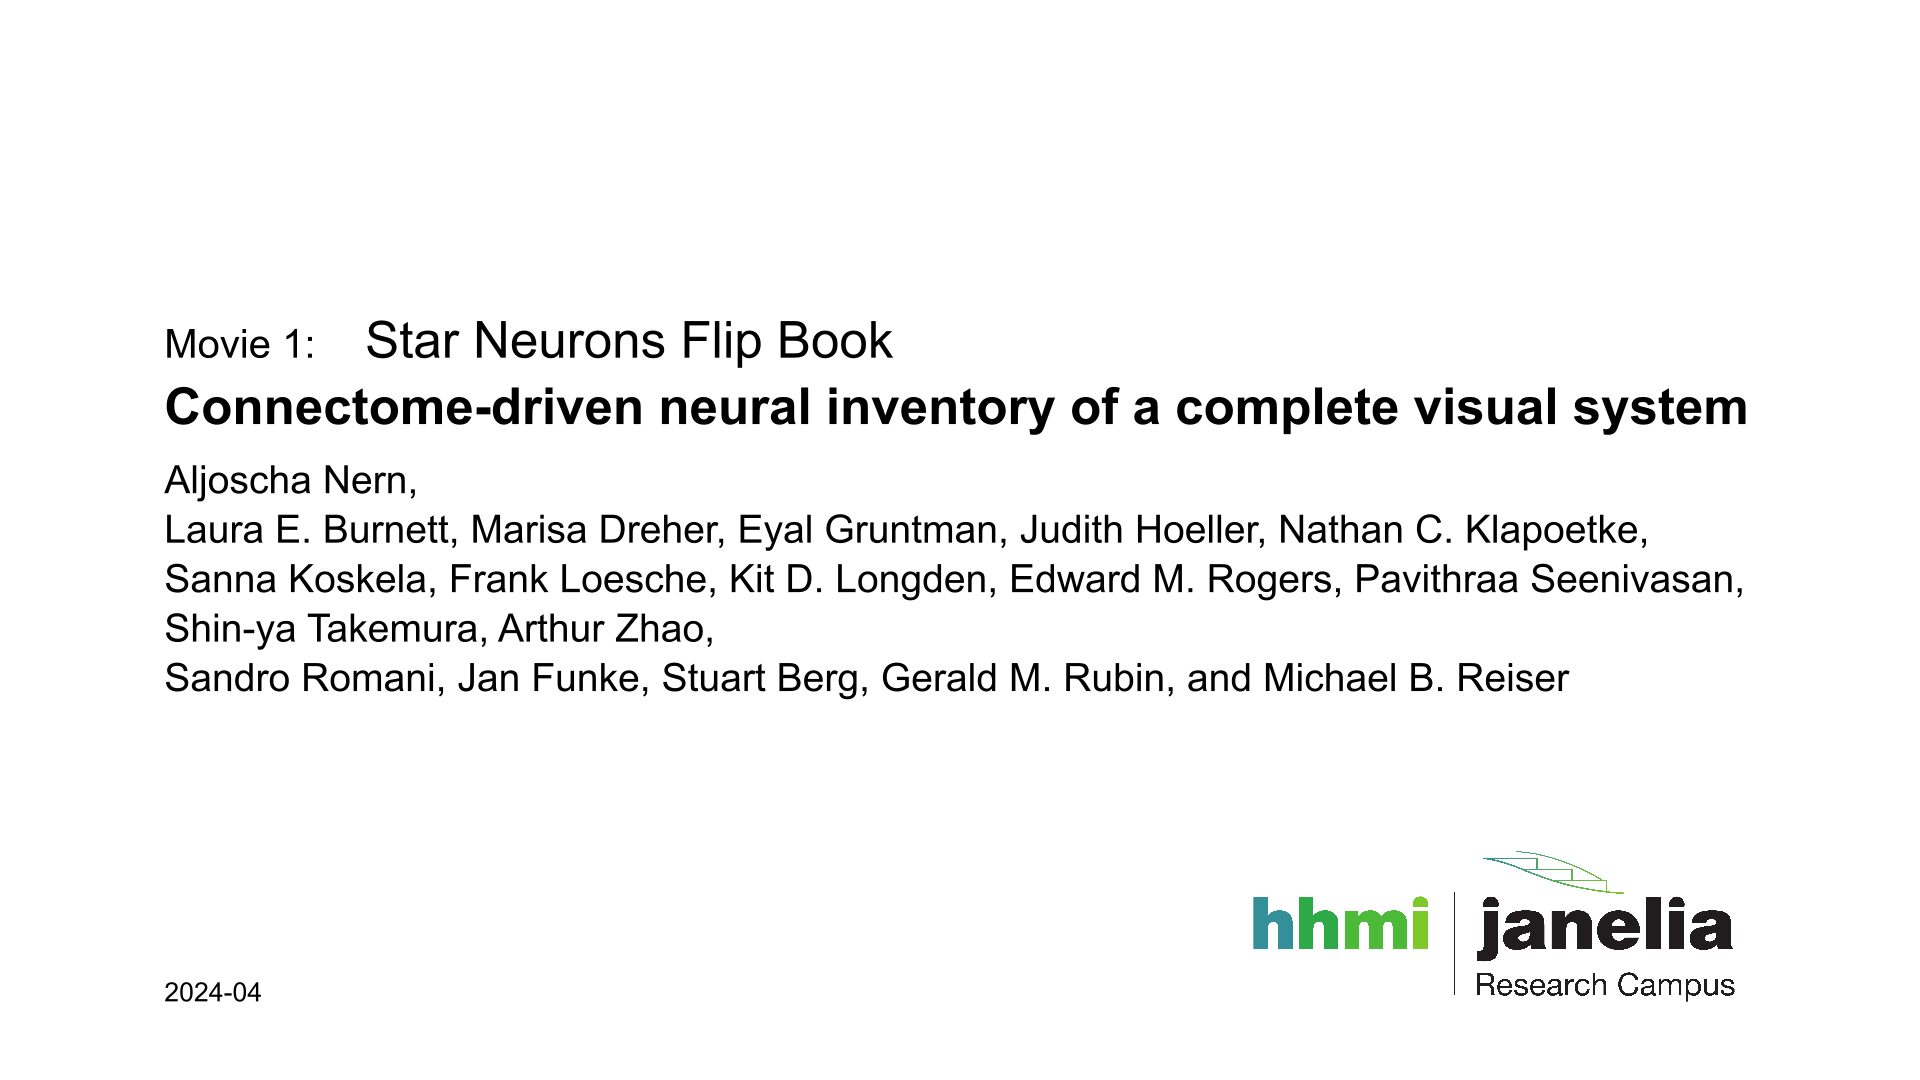 Movie 1: Star Neurons Flip Book
Connectome-driven neural inventory of a complete visual system
Aljoscha Nern,
Laura E. Burnett, Marisa Dreher, Eyal Gruntman, Judith Hoeller, Nathan C. Klapoetke,
Sanna Koskela, Frank Loesche, Kit D. Longden, Edward M. Rogers, Pavithraa Seenivasan,
Shin-ya Takemura, Arthur Zhao,
Sandro Romani, Jan Funke, Stuart Berg, Gerald M. Rubin, and Michael B. Reiser
hhmi janelia
Research Campus
2024-04